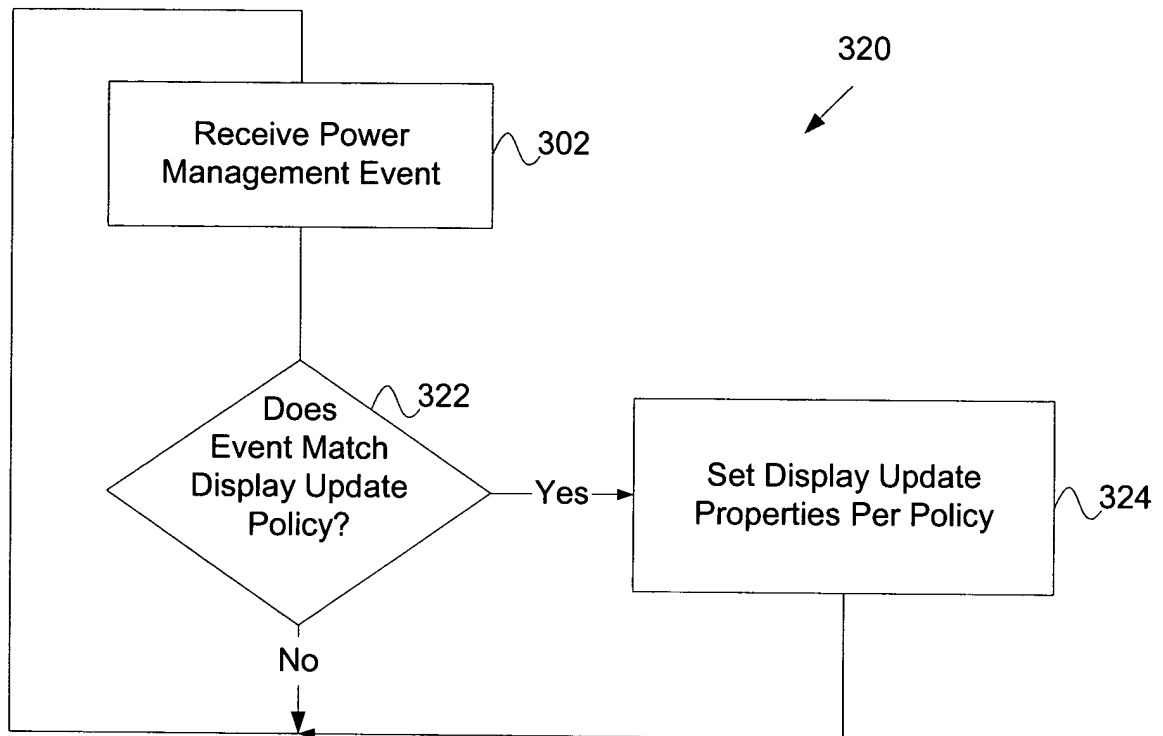 320
Receive Power
Management Event
302
Does
Event Match
Display Update
Policy?
322
Yes
Set Display Update
Properties Per Policy
324
No